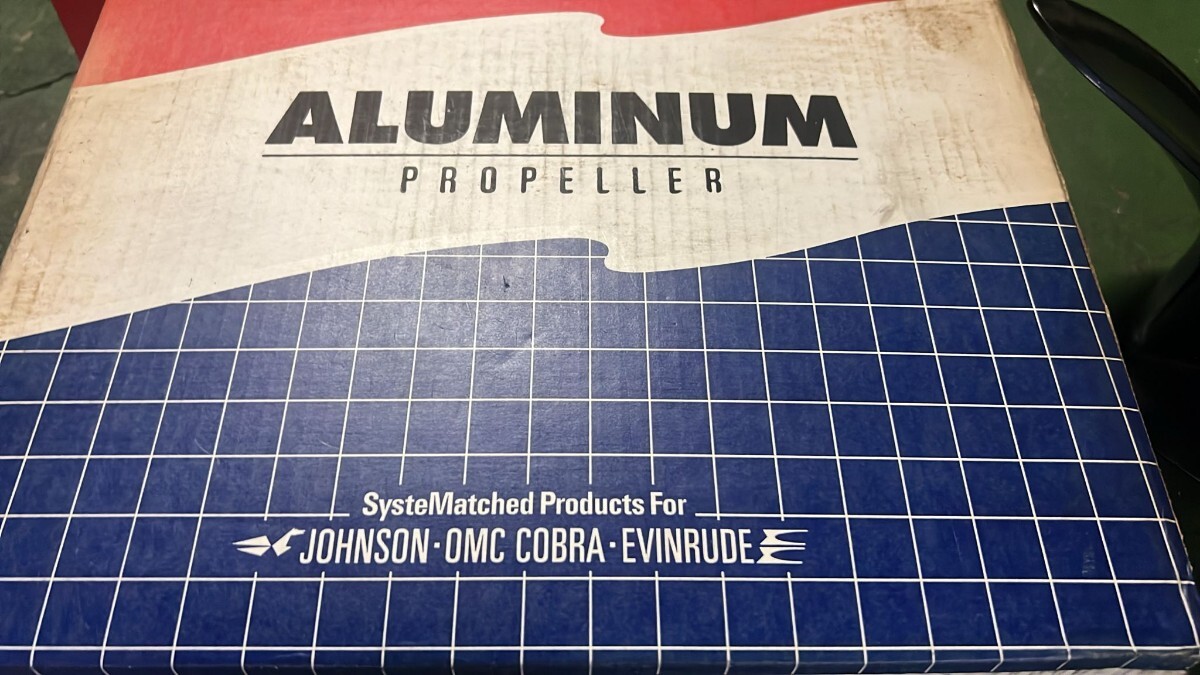 ALUMINUM
PROPELLER
SysteMatched Products For
JOHNSON · OMC COBRA · EVINRUDE